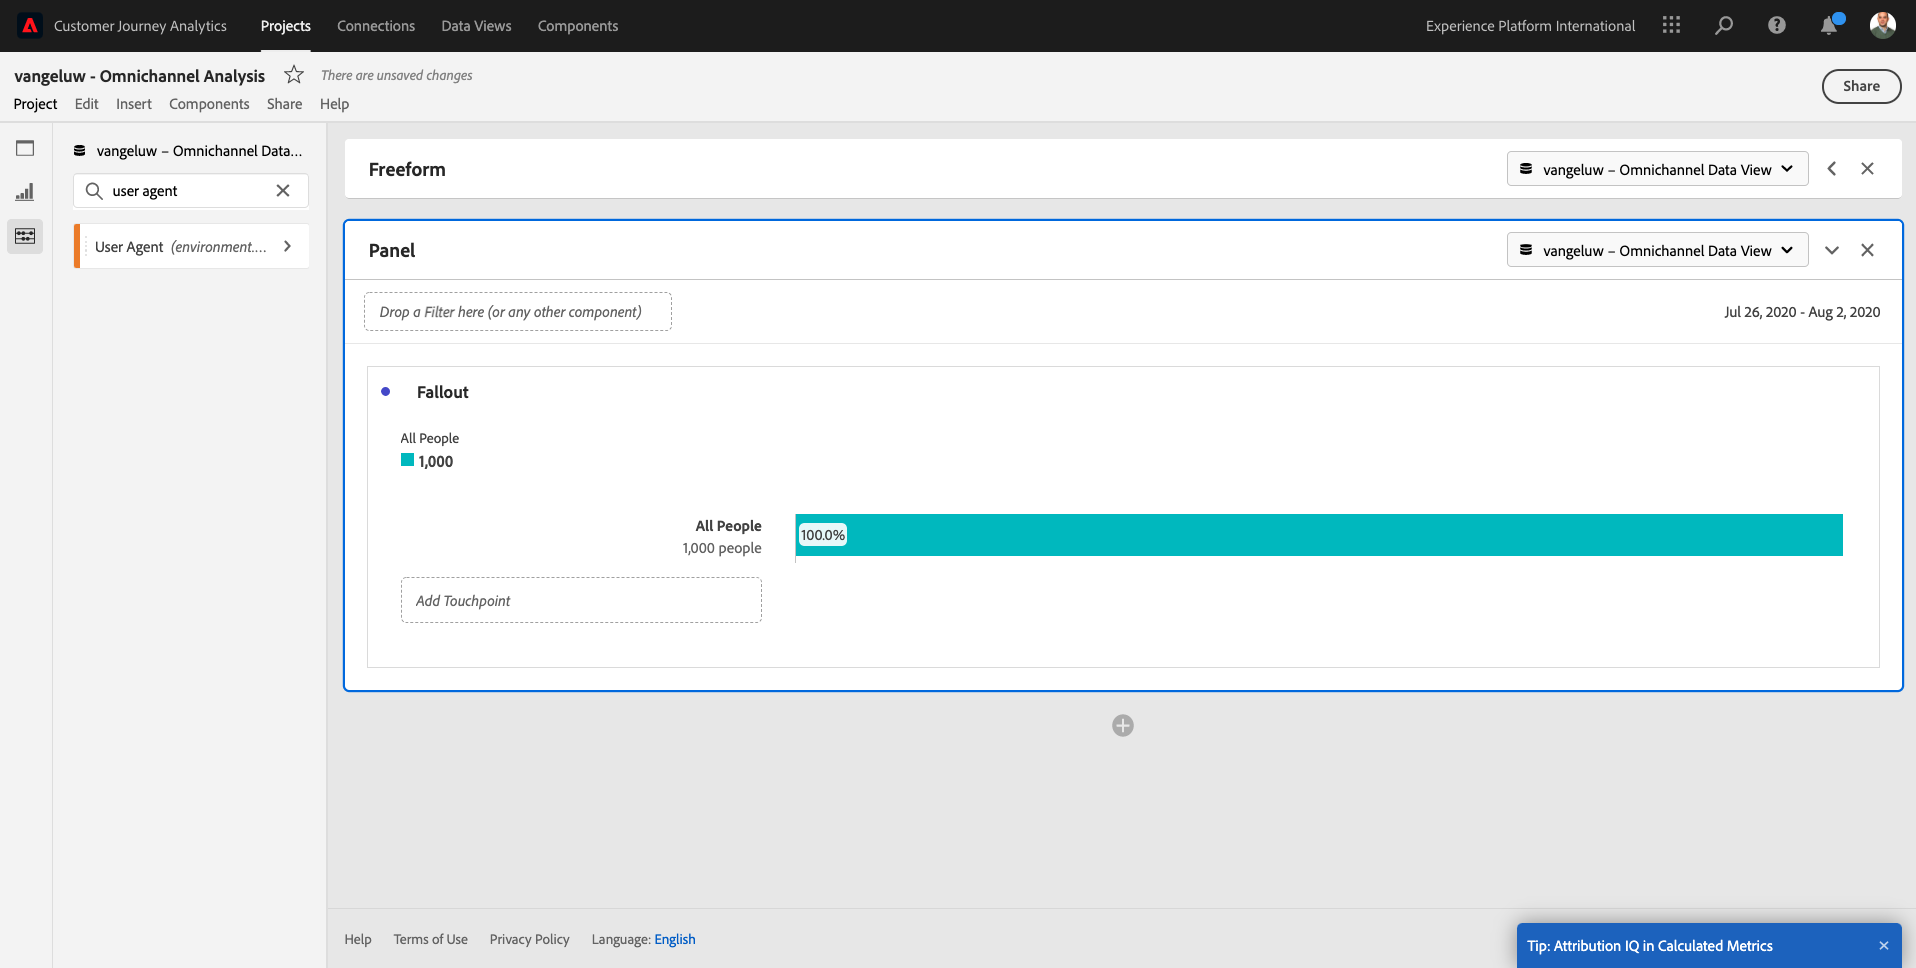 Customer Journey Analytics
Projects
Connections
Data Views
Components
Experience Platform International
vangeluw - Omnichannel Analysis
There are unsaved changes
Share
Project
Edit
Insert
Components
Share
Help
vangeluw – Omnichannel Data...
user agent
User Agent (environment....
Freeform
vangeluw – Omnichannel Data View
Panel
vangeluw – Omnichannel Data View
Drop a Filter here (or any other component)
Jul 26, 2020 - Aug 2, 2020
Fallout
All People
1,000
All People
1,000 people
100.0%
Add Touchpoint
Help
Terms of Use
Privacy Policy
Language: English
Tip: Attribution IQ in Calculated Metrics